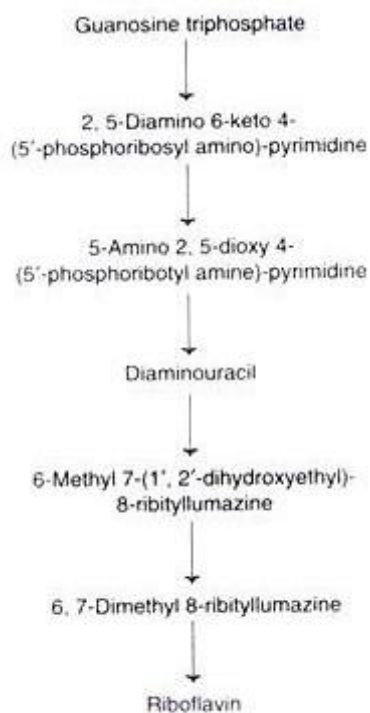 Guanosine triphosphate
2, 5-Diamino 6-keto 4-
(5'-phosphoribosyl amino)-pyrimidine
5-Amino 2, 5-dioxy 4-
(5'-phosphoribotyl amine)-pyrimidine
Diaminouracil
6-Methyl 7-(1', 2'-dihydroxyethyl)-
8-ribityllumazine
6, 7-Dimethyl 8-ribityllumazine
Riboflavin